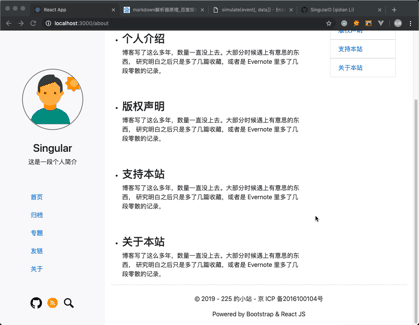 React App
markdown解析器原理_百度搜
simulate(event[, data]) · Enz
SingularD (qidian Li)
localhost:3000/about
版权声明
支持本站
关于本站
Singular
这是一段个人简介
首页
归档
专题
友链
关于
个人介绍
博客写了这么多年，数量一直没上去，大部分时候遇上有意思的东
西， 研究明白之后只是多了几篇收藏，或者是 Evernote 里多了几
段零散的记录。
版权声明
博客写了这么多年，数量一直没上去，大部分时候遇上有意思的东
西， 研究明白之后只是多了几篇收藏，或者是 Evernote 里多了几
段零散的记录。
支持本站
博客写了这么多年，数量一直没上去，大部分时候遇上有意思的东
西， 研究明白之后只是多了几篇收藏，或者是 Evernote 里多了几
段零散的记录。
关于本站
博客写了这么多年，数量一直没上去，大部分时候遇上有意思的东
西， 研究明白之后只是多了几篇收藏，或者是 Evernote 里多了几
段零散的记录。
© 2019 - 225 的小站 - 京 ICP 备2016100104号
Powered by Bootstrap & React JS